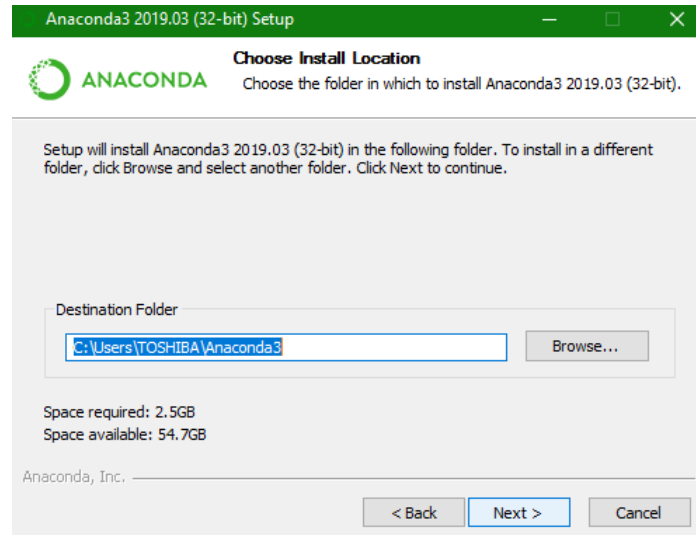 Anaconda3 2019.03 (32-bit) Setup
ANACONDA
Choose Install Location
Choose the folder in which to install Anaconda3 2019.03 (32-bit).
Setup will install Anaconda3 2019.03 (32-bit) in the following folder. To install in a different
folder, click Browse and select another folder. Click Next to continue.
Destination Folder
C:\Users\TOSHIBA\Anaconda3
Browse...
Space required: 2.5GB
Space available: 54.7GB
Anaconda, Inc.
< Back
Next >
Cancel